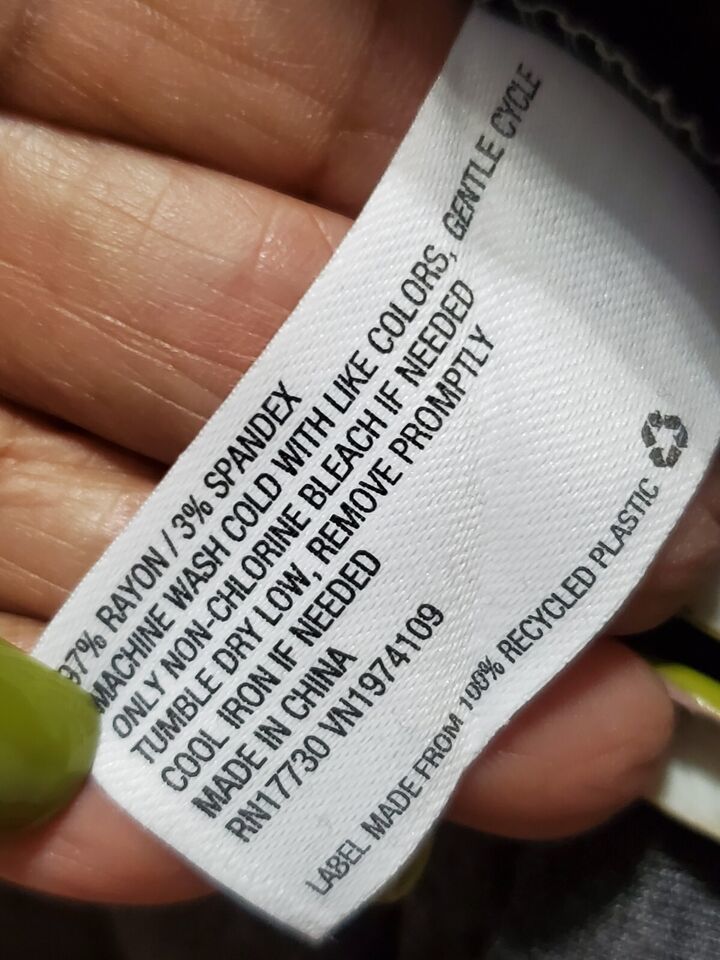 97% RAYON / 3% SPANDEX
MACHINE WASH COLD WITH LIKE COLORS, GENTLE CYCLE
ONLY NON-CHLORINE BLEACH IF NEEDED
TUMBLE DRY LOW, REMOVE PROMPTLY
COOL IRON IF NEEDED
MADE IN CHINA
RN17730 VN1974109
LABEL MADE FROM 100% RECYCLED PLASTIC